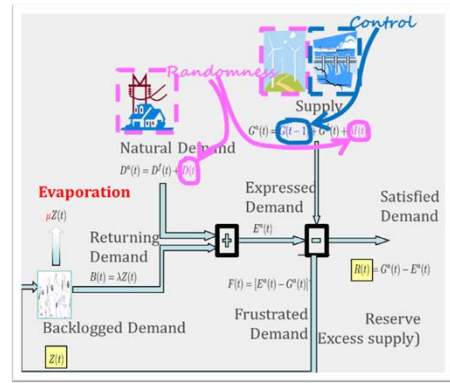 Control
Randomness
Supply
Gᵃ(t) = G(t−1) + Gᶠ(t) +
Natural Demand
Dᵃ(t) = Dᶠ(t) + D(t)
Evaporation
μZ(t)
Expressed
Demand
Eᵃ(t)
Satisfied
Demand
Returning
Demand
B(t) = λZ(t)
+
-
R(t) = Gᵃ(t) − Eᵃ(t)
F(t) = [Eᵃ(t) − Gᵃ(t)]
Frustrated
Demand
Reserve
(Excess supply)
Backlogged Demand
Z(t)